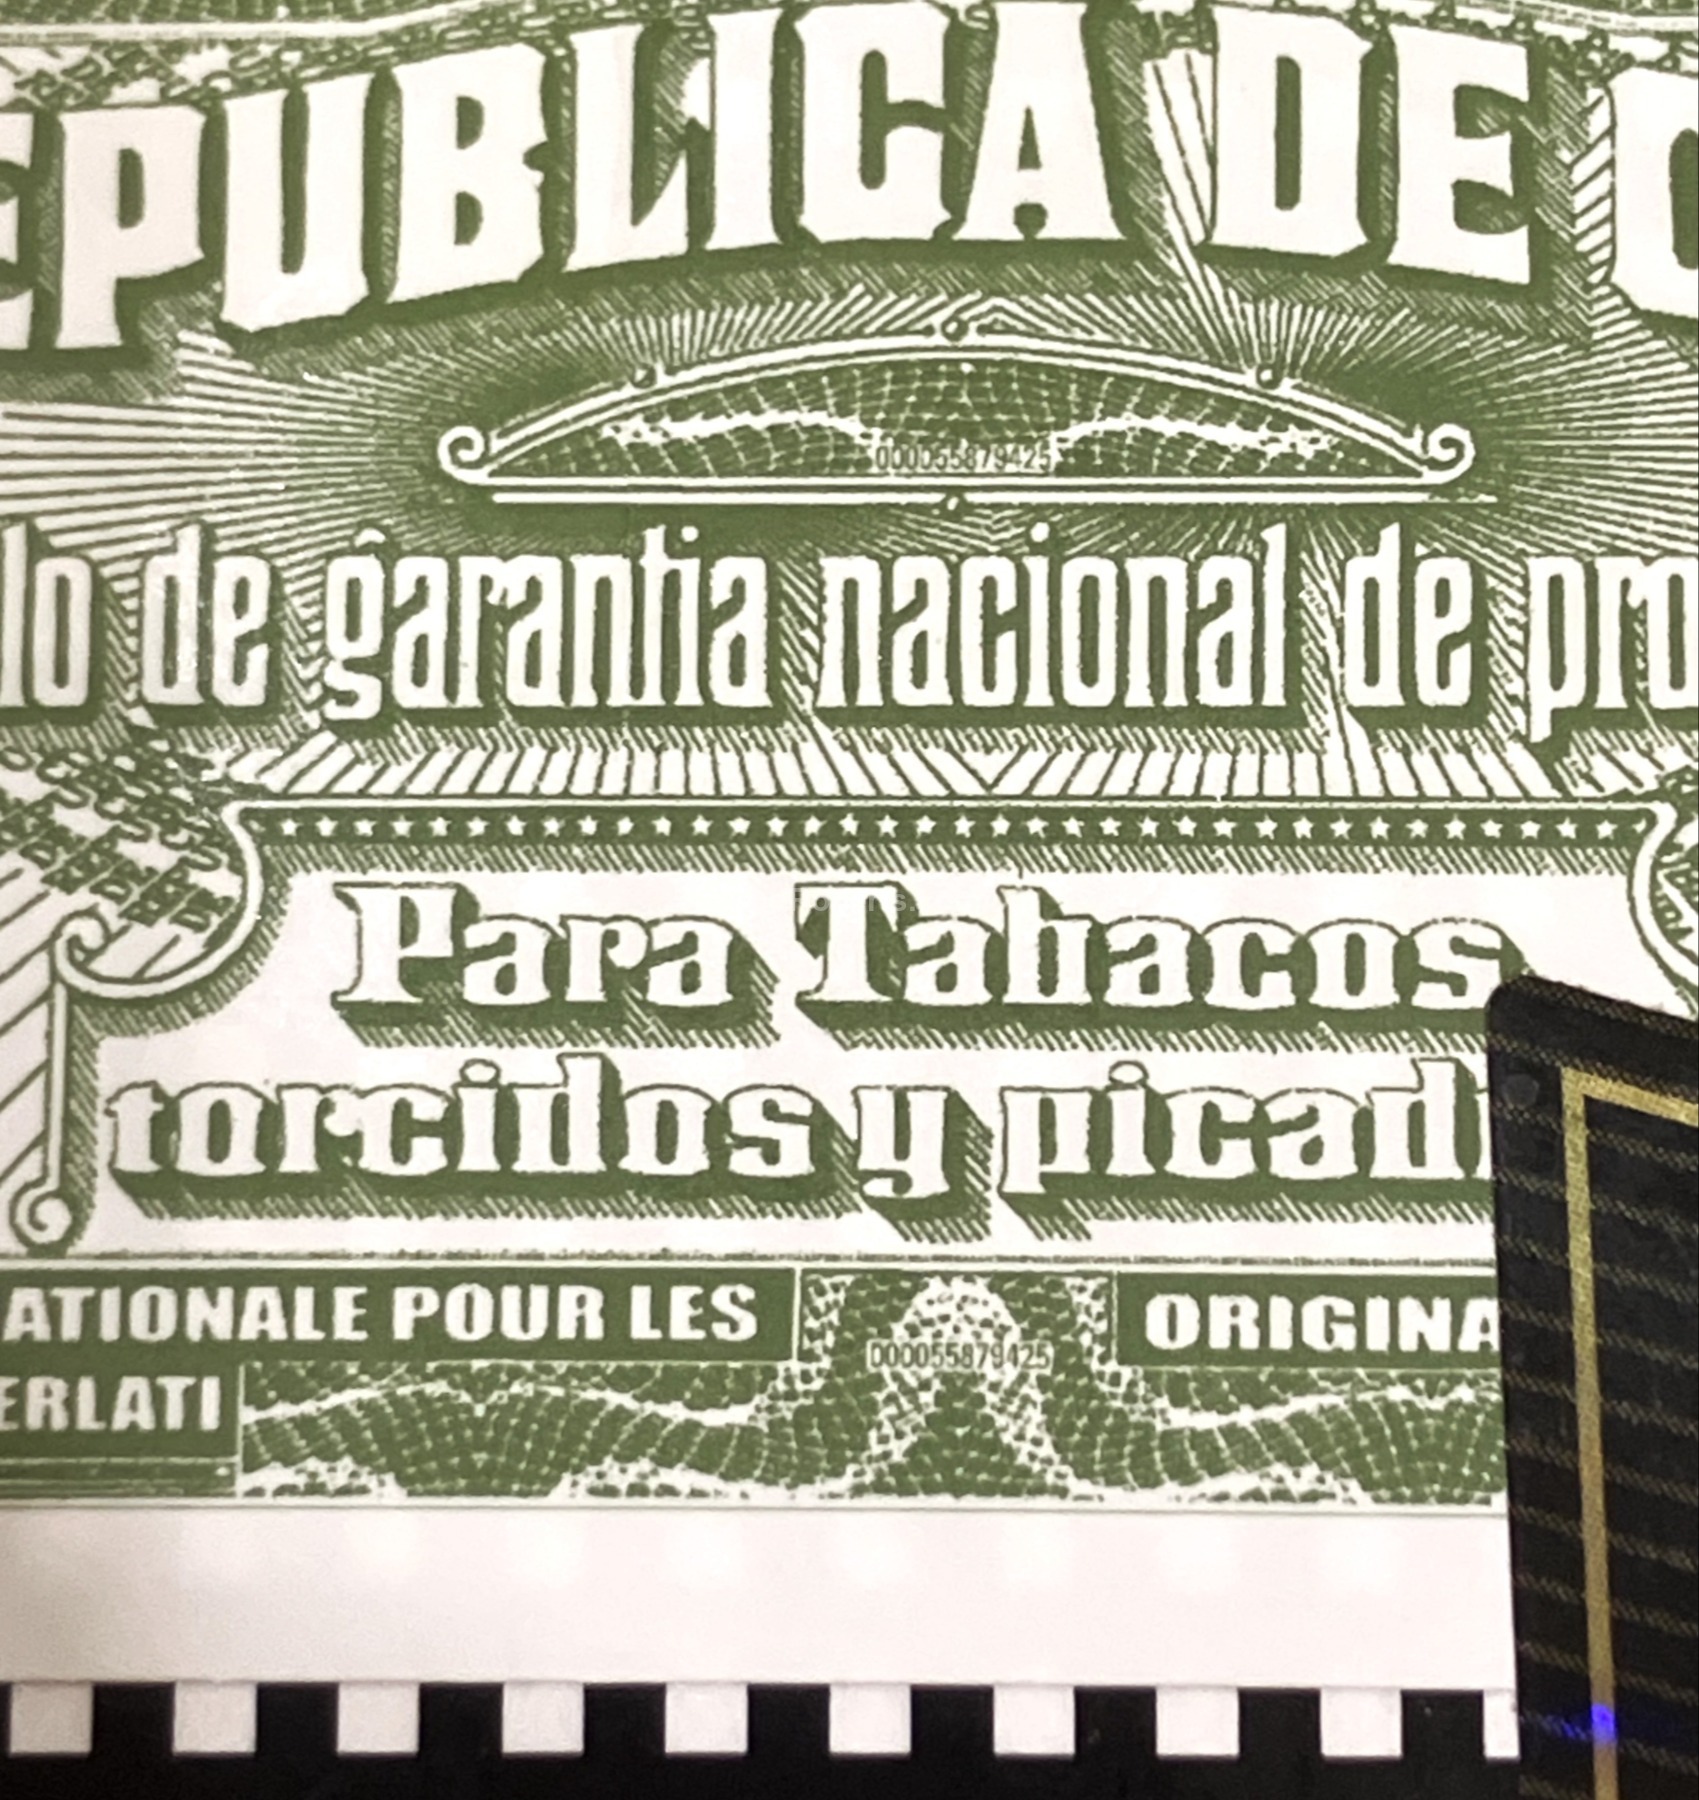 EPUBLICA DE C
000055879425
lo de garantia nacional de pro
Para Tabacos
torcidos y picad
ATIONALE POUR LES
ORIGINA
000055879425
ERLATI